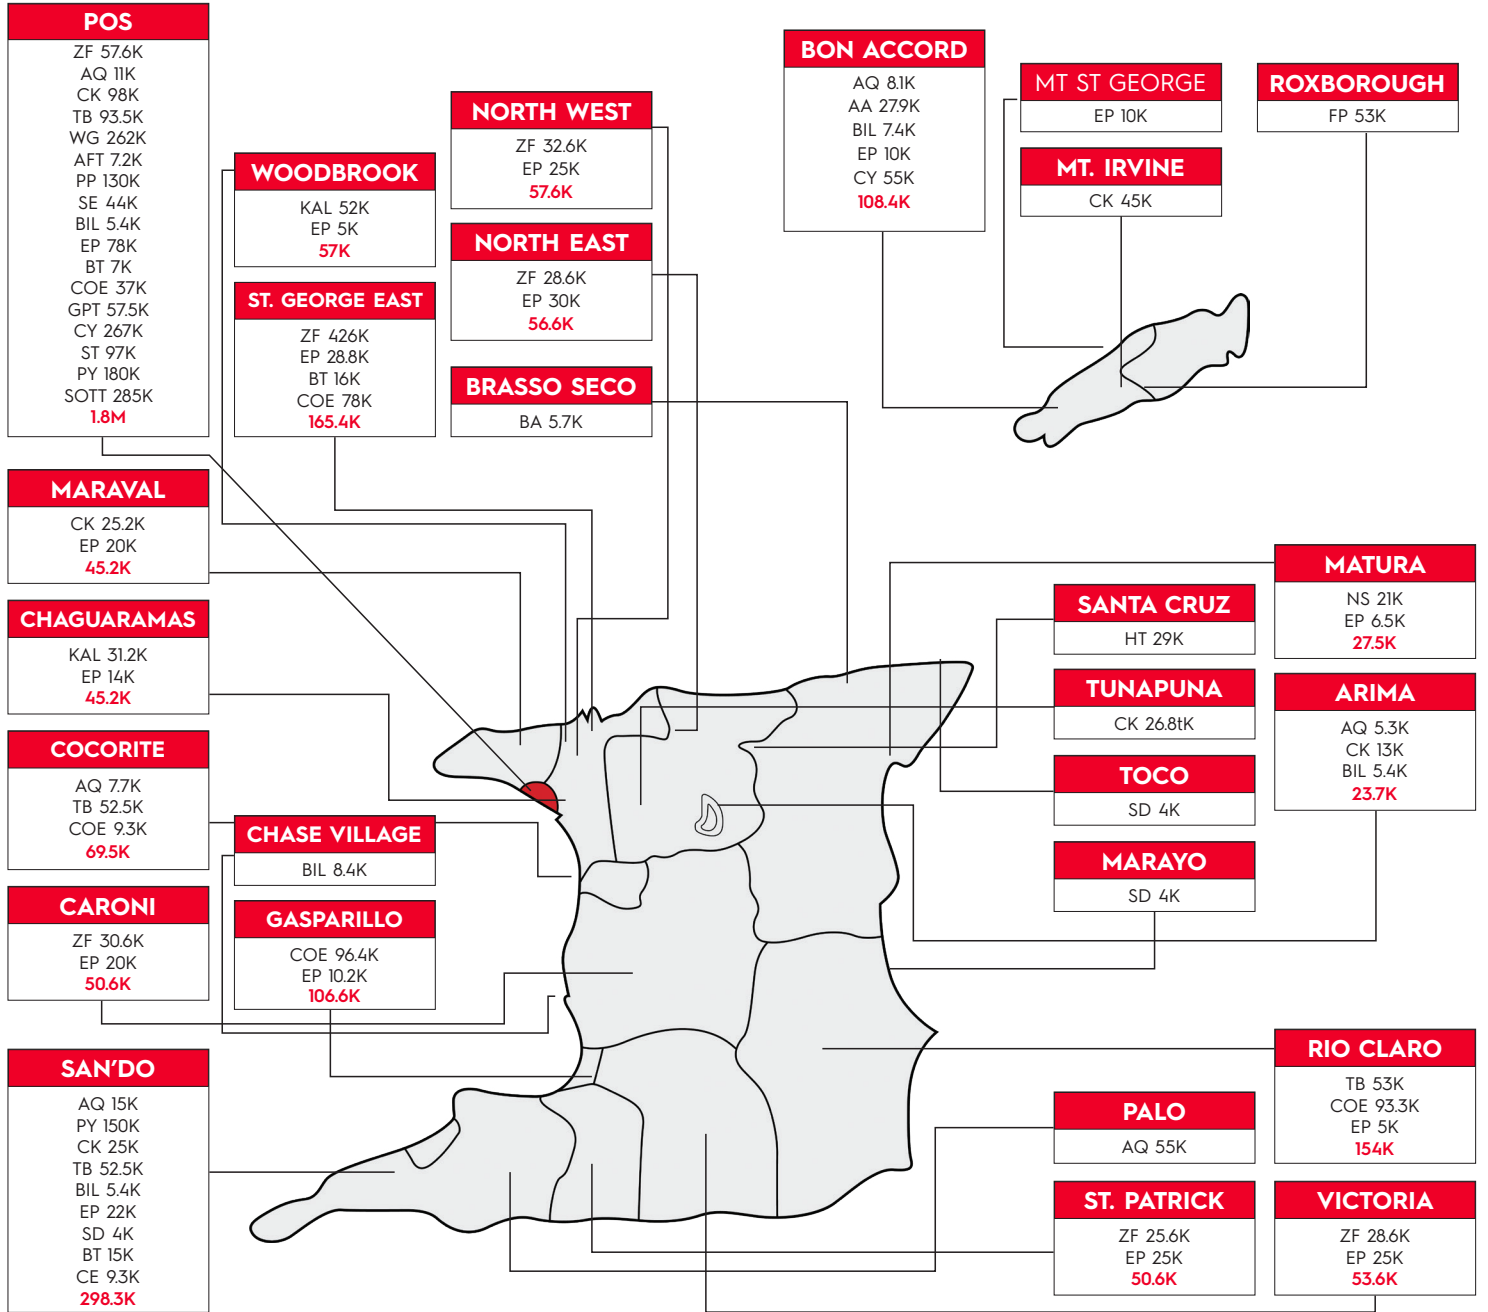 POS
ZF 57.6K
AQ 11K
CK 98K
TB 93.5K
WG 262K
AFT 7.2K
PP 130K
SE 44K
BIL 5.4K
EP 78K
BT 7K
COE 37K
GPT 57.5K
CY 267K
ST 97K
PY 180K
SOTT 285K
1.8M
WOODBROOK
KAL 52K
EP 5K
57K
ST. GEORGE EAST
ZF 426K
EP 28.8K
BT 16K
COE 78K
165.4K
NORTH WEST
ZF 32.6K
EP 25K
57.6K
NORTH EAST
ZF 28.6K
EP 30K
56.6K
BRASSO SECO
BA 5.7K
BON ACCORD
AQ 8.1K
AA 27.9K
BIL 7.4K
EP 10K
CY 55K
108.4K
MT ST GEORGE
EP 10K
MT. IRVINE
CK 45K
ROXBOROUGH
FP 53K
MARAVAL
CK 25.2K
EP 20K
45.2K
CHAGUARAMAS
KAL 31.2K
EP 14K
45.2K
COCORITE
AQ 7.7K
TB 52.5K
COE 9.3K
69.5K
CARONI
ZF 30.6K
EP 20K
50.6K
SAN'DO
AQ 15K
PY 150K
CK 25K
TB 52.5K
BIL 5.4K
EP 22K
SD 4K
BT 15K
CE 9.3K
298.3K
CHASE VILLAGE
BIL 8.4K
GASPARILLO
COE 96.4K
EP 10.2K
106.6K
SANTA CRUZ
HT 29K
TUNAPUNA
CK 26.8tK
TOCO
SD 4K
MARAYO
SD 4K
MATURA
NS 21K
EP 6.5K
27.5K
ARIMA
AQ 5.3K
CK 13K
BIL 5.4K
23.7K
RIO CLARO
TB 53K
COE 93.3K
EP 5K
154K
PALO
AQ 55K
ST. PATRICK
ZF 25.6K
EP 25K
50.6K
VICTORIA
ZF 28.6K
EP 25K
53.6K